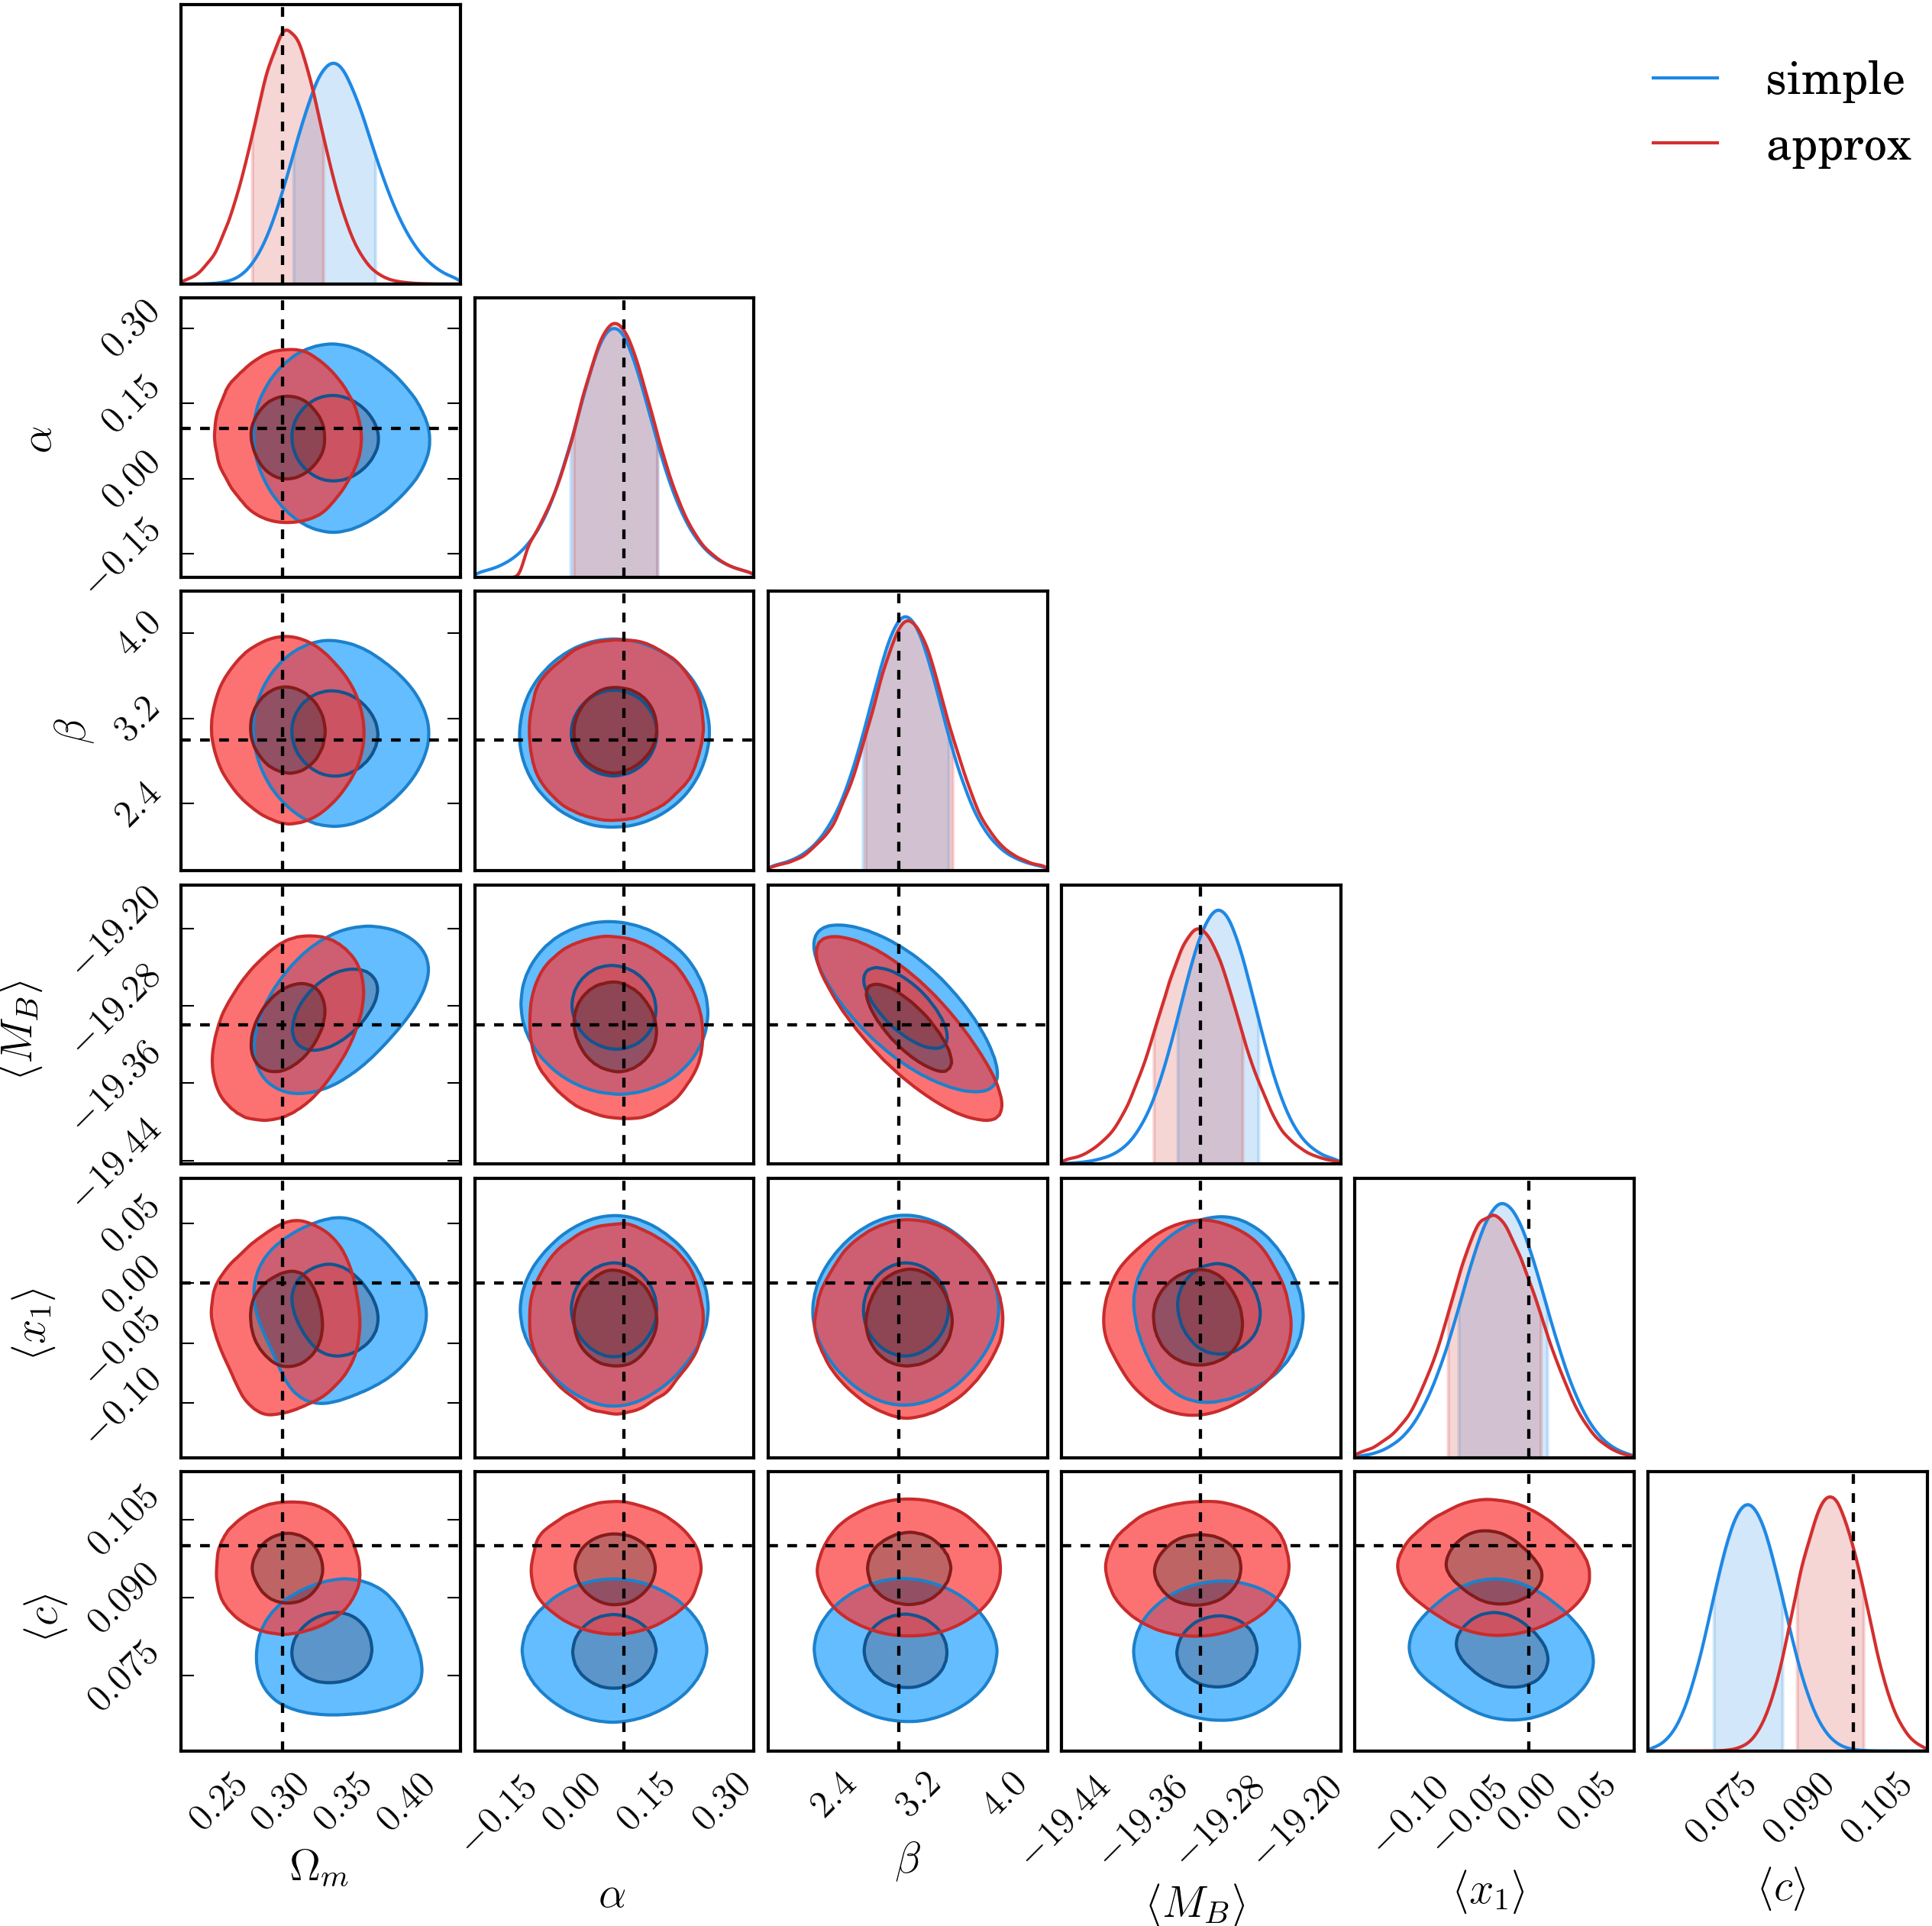 simple
approx
0.30
0.15
0.00
−0.15
α
4.0
3.2
2.4
β
−19.20
−19.28
−19.36
−19.44
⟨M_B⟩
0.05
0.00
−0.05
−0.10
⟨x_1⟩
0.105
0.090
0.075
⟨c⟩
0.25 0.30 0.35 0.40
Ω_m
−0.15 0.00 0.15 0.30
α
2.4 3.2 4.0
β
−19.44 −19.36 −19.28 −19.20
⟨M_B⟩
−0.10 −0.05 0.00 0.05
⟨x_1⟩
0.075 0.090 0.105
⟨c⟩